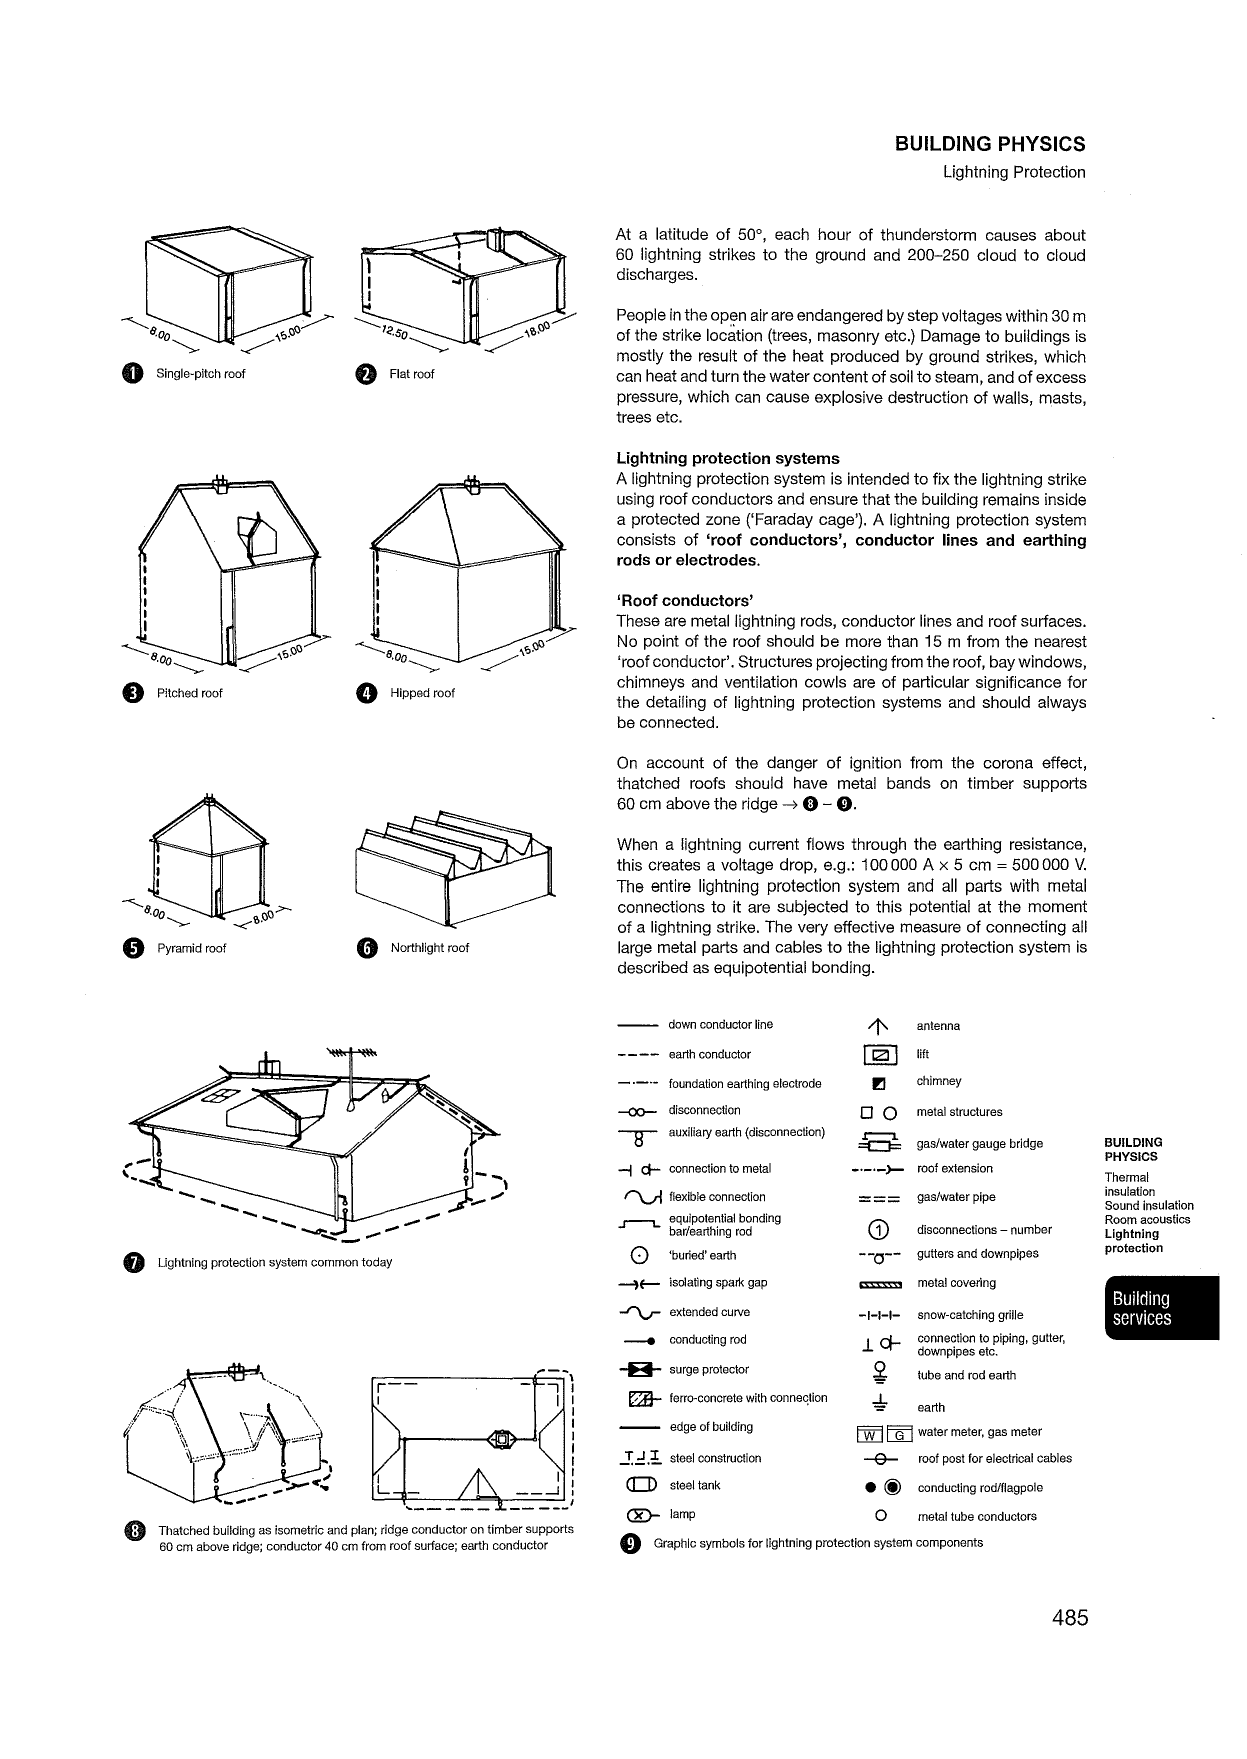 BUILDING PHYSICS
Lightning Protection
8.00
15.00
1 Single-pitch roof
12.50
18.00
2 Flat roof
8.00
15.00
3 Pitched roof
8.00
15.00
4 Hipped roof
8.00
8.00
5 Pyramid roof
6 Northlight roof
7 Lightning protection system common today
8 Thatched building as isometric and plan; ridge conductor on timber supports
60 cm above ridge; conductor 40 cm from roof surface; earth conductor
At a latitude of 50°, each hour of thunderstorm causes about
60 lightning strikes to the ground and 200–250 cloud to cloud
discharges.
People in the open air are endangered by step voltages within 30 m
of the strike location (trees, masonry etc.) Damage to buildings is
mostly the result of the heat produced by ground strikes, which
can heat and turn the water content of soil to steam, and of excess
pressure, which can cause explosive destruction of walls, masts,
trees etc.
Lightning protection systems
A lightning protection system is intended to fix the lightning strike
using roof conductors and ensure that the building remains inside
a protected zone (‘Faraday cage’). A lightning protection system
consists of ‘roof conductors’, conductor lines and earthing
rods or electrodes.
‘Roof conductors’
These are metal lightning rods, conductor lines and roof surfaces.
No point of the roof should be more than 15 m from the nearest
‘roof conductor’. Structures projecting from the roof, bay windows,
chimneys and ventilation cowls are of particular significance for
the detailing of lightning protection systems and should always
be connected.
On account of the danger of ignition from the corona effect,
thatched roofs should have metal bands on timber supports
60 cm above the ridge → 8 – 9.
When a lightning current flows through the earthing resistance,
this creates a voltage drop, e.g.: 100 000 A x 5 cm = 500 000 V.
The entire lightning protection system and all parts with metal
connections to it are subjected to this potential at the moment
of a lightning strike. The very effective measure of connecting all
large metal parts and cables to the lightning protection system is
described as equipotential bonding.
down conductor line
earth conductor
foundation earthing electrode
disconnection
auxiliary earth (disconnection)
connection to metal
flexible connection
equipotential bonding
bar/earthing rod
‘buried’ earth
isolating spark gap
extended curve
conducting rod
surge protector
ferro-concrete with connection
edge of building
steel construction
steel tank
lamp
antenna
lift
chimney
metal structures
gas/water gauge bridge
roof extension
gas/water pipe
1 disconnections – number
gutters and downpipes
metal covering
snow-catching grille
connection to piping, gutter,
downpipes etc.
tube and rod earth
earth
W G water meter, gas meter
roof post for electrical cables
conducting rod/flagpole
metal tube conductors
9 Graphic symbols for lightning protection system components
BUILDING
PHYSICS
Thermal
insulation
Sound insulation
Room acoustics
Lightning
protection
Building
services
485